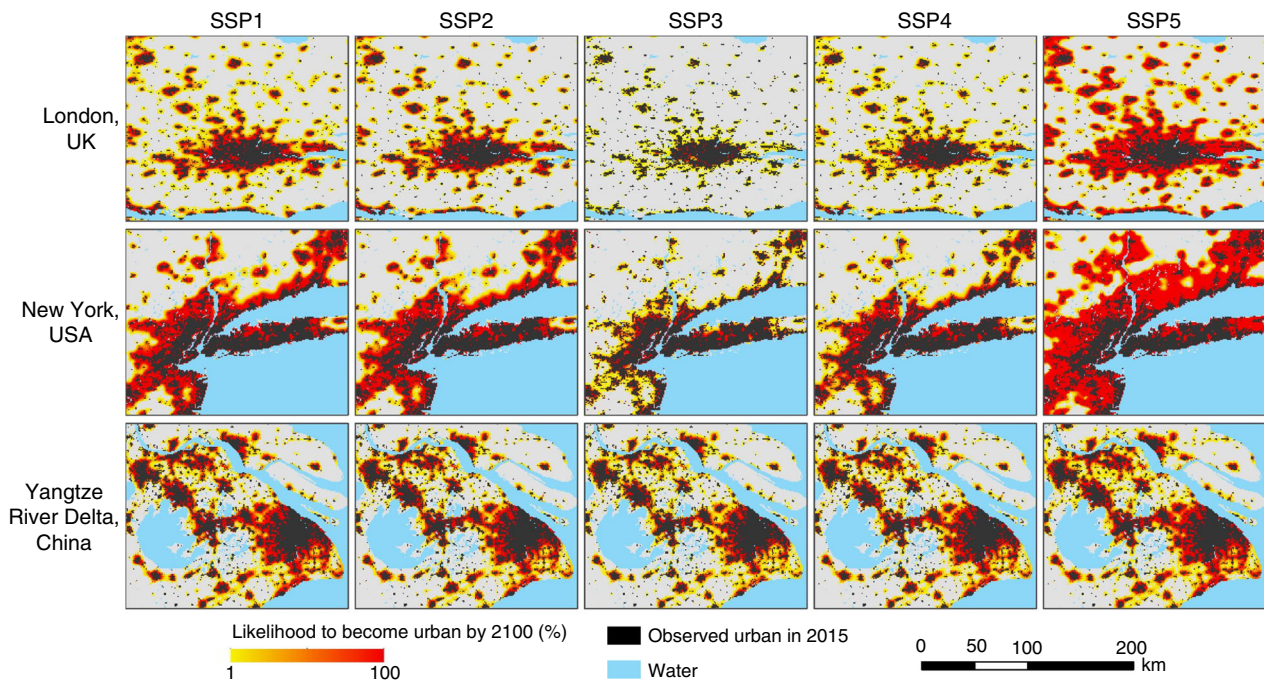 SSP1 SSP2 SSP3 SSP4 SSP5
London,
UK
New York,
USA
Yangtze
River Delta,
China
Likelihood to become urban by 2100 (%)
1 100
Observed urban in 2015
Water
0 50 100 200
km